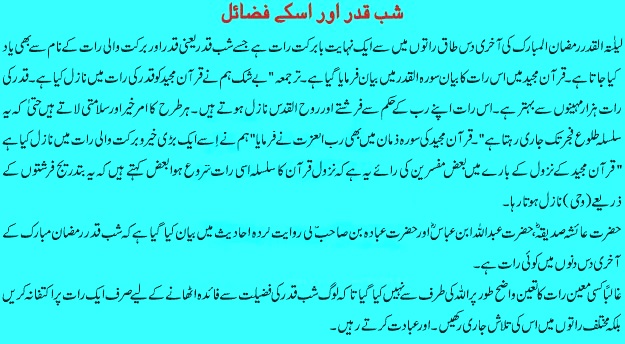 شب قدر اور اسکے فضائل
لیلۃ القدر رمضان المبارک کی آخری دس طاق راتوں میں سے ایک نہایت بابرکت رات ہے جسے شب قدر یعنی قدر اور برکت والی رات کے نام سے بھی یاد
کیا جاتا ہے۔ قرآن مجید میں اس رات کا بیان سورہ القدر میں بیان فرمایا گیا ہے۔ ترجمعہ "بے شک ہم نے قرآن مجید کو قدر کی رات میں نازل کیا ہے۔ قدر کی
رات ہزار مہینوں سے بہتر ہے۔ اس رات اپنے رب کے حکم سے فرشتے اور روح القدس نازل ہوتے ہیں۔ ہر طرح کا امر خیر اور سلامتی لاتے ہیں حتیٰ کہ یہ
سلسلہ طلوع فجر تک جاری رہتا ہے"۔ قرآن مجید کی سورہ دُمان میں بھی رب العزت نے فرمایا "ہم نے اِسے ایک بڑی خیر و برکت والی رات میں نازل کیا ہے
" قرآن مجید کے نزول کے بارے میں بعض مفسرین کی رائے یہ ہے کہ نزول قرآن کا سلسلہ اسی رات سے شروع ہوا بعض کہتے ہیں کہ یہ بتدریج فرشتوں کے
ذریعے (وحی) نازل ہوتا رہا۔
حضرت عائشہ صدیقہؓ، حضرت عبداللہ ابن عباسؓ اور حضرت عبادہ بن صاحبؓ کی روایت کردہ احادیث میں بیان کیا گیا ہے کہ شب قدر رمضان مبارک کے
آخری دس دنوں میں کوئی رات ہے۔
غالباً کسی معین رات کا تعین واضح طور پر اللہ کی طرف سے نہیں کیا گیا تا کہ لوگ شب قدر کی فضیلت سے فائدہ اٹھانے کے لیے صرف ایک رات پر اکتفا نہ کریں
بلکہ مختلف راتوں میں اس کی تلاش جاری رکھیں۔ اور عبادت کرتے رہیں۔